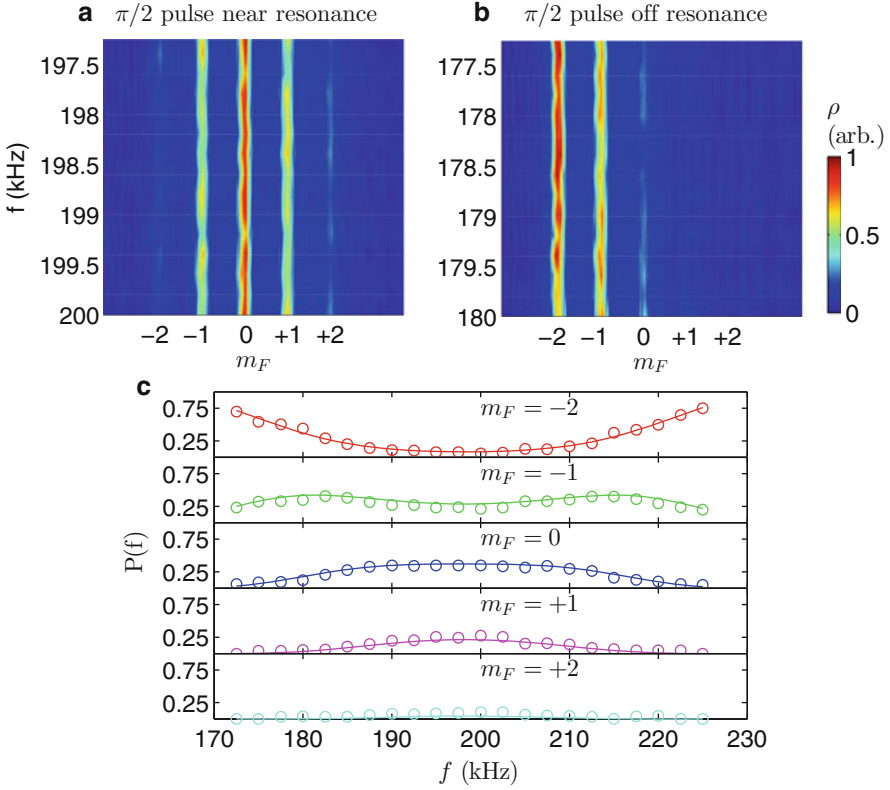 a π/2 pulse near resonance
f (kHz)
197.5
198
198.5
199
199.5
200
−2 −1 0 +1 +2
m_F
b π/2 pulse off resonance
177.5
178
178.5
179
179.5
180
−2 −1 0 +1 +2
m_F
ρ
(arb.)
1
0.5
0
c
P(f)
0.75
0.25
m_F = −2
0.75
0.25
m_F = −1
0.75
0.25
m_F = 0
0.75
0.25
m_F = +1
0.75
0.25
m_F = +2
170 180 190 200 210 220 230
f (kHz)